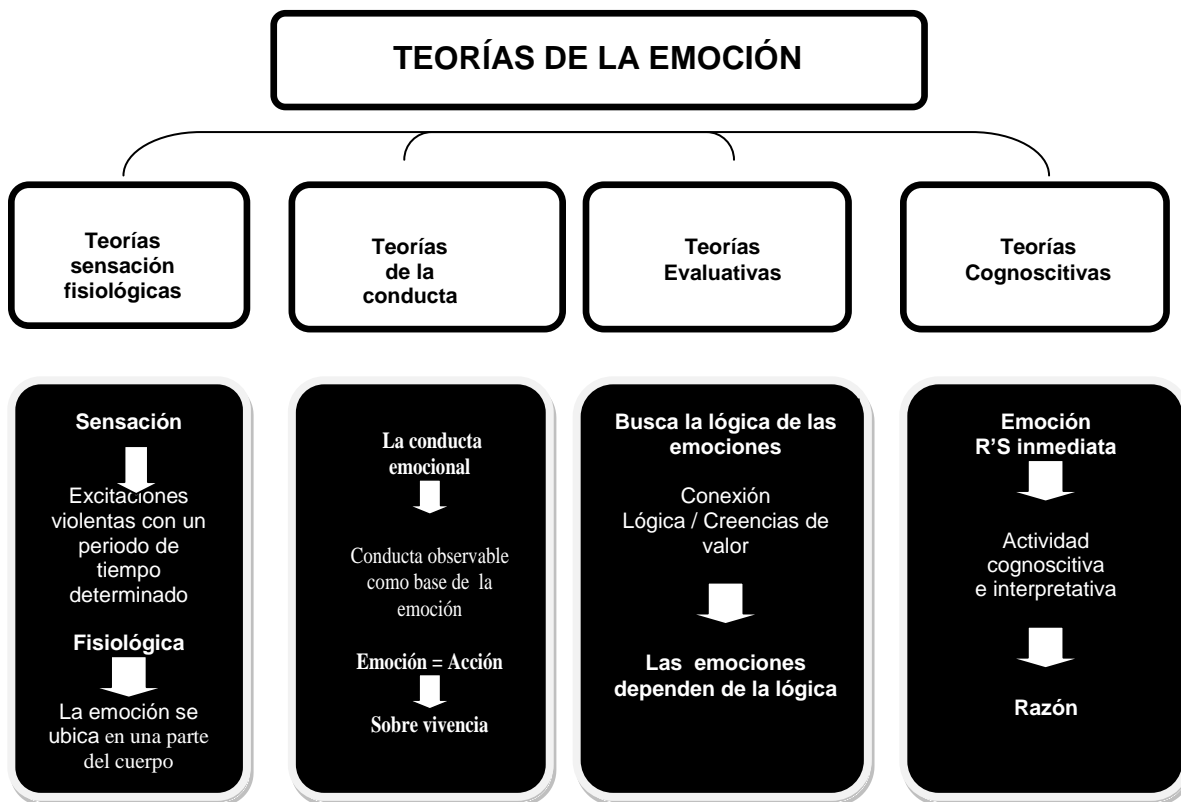 TEORÍAS DE LA EMOCIÓN
Teorías
sensación
fisiológicas
Teorías
de la
conducta
Teorías
Evaluativas
Teorías
Cognoscitivas
Sensación
Excitaciones
violentas con un
periodo de
tiempo
determinado
Fisiológica
La emoción se
ubica en una parte
del cuerpo
La conducta
emocional
Conducta observable
como base de la
emoción
Emoción = Acción
Sobre vivencia
Busca la lógica de las
emociones
Conexión
Lógica / Creencias de
valor
Las emociones
dependen de la lógica
Emoción
R'S inmediata
Actividad
cognoscitiva
e interpretativa
Razón